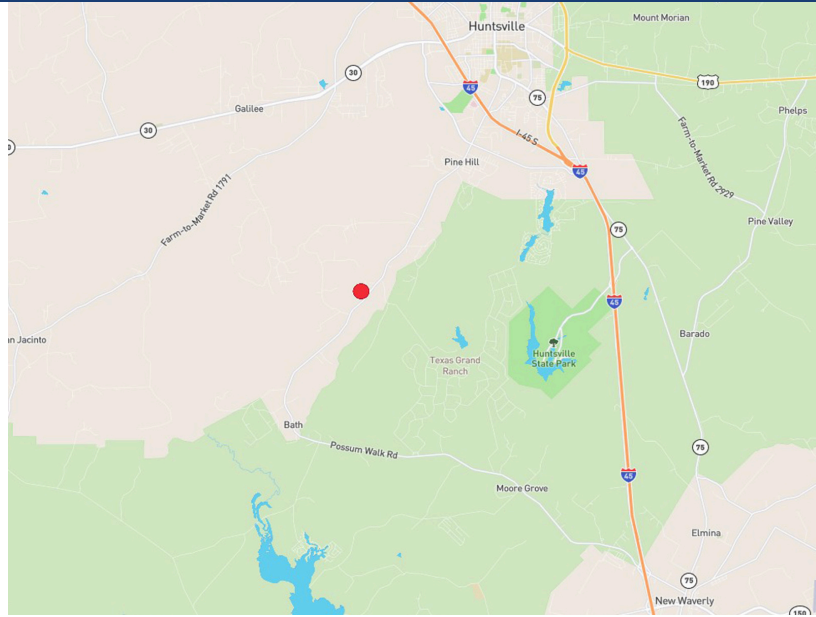 Mount Morian
Huntsville
30
190
45
75
Galilee
Phelps
30
I-45 S
Farm-to-Market Rd 2929
Pine Hill
45
Farm-to-Market Rd 1791
Pine Valley
75
45
Barado
n Jacinto
Huntsville
State Park
Texas Grand
Ranch
Bath
75
Possum Walk Rd
45
Moore Grove
Elmina
75
New Waverly
150